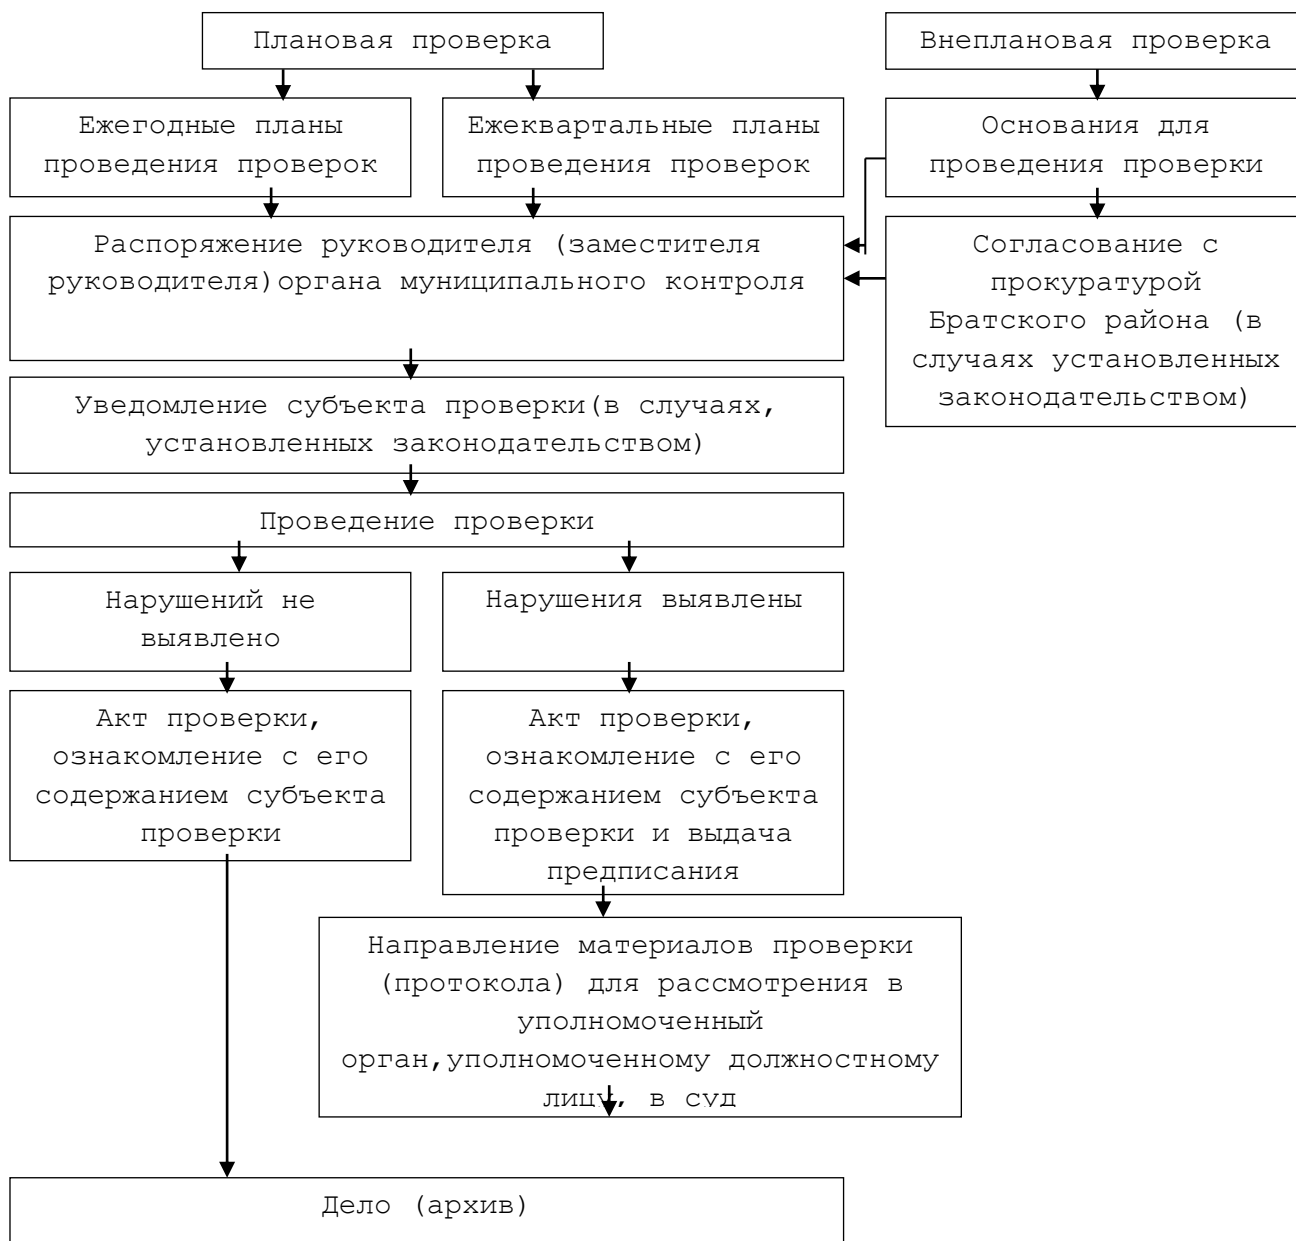 Плановая проверка
Внеплановая проверка
Ежегодные планы
проведения проверок
Ежеквартальные планы
проведения проверок
Основания для
проведения проверки
Распоряжение руководителя (заместителя
руководителя)органа муниципального контроля
Согласование с
прокуратурой
Братского района (в
случаях установленных
законодательством)
Уведомление субъекта проверки(в случаях,
установленных законодательством)
Проведение проверки
Нарушений не
выявлено
Нарушения выявлены
Акт проверки,
ознакомление с его
содержанием субъекта
проверки
Акт проверки,
ознакомление с его
содержанием субъекта
проверки и выдача
предписания
Направление материалов проверки
(протокола) для рассмотрения в
уполномоченный
орган,уполномоченному должностному
лицу, в суд
Дело (архив)